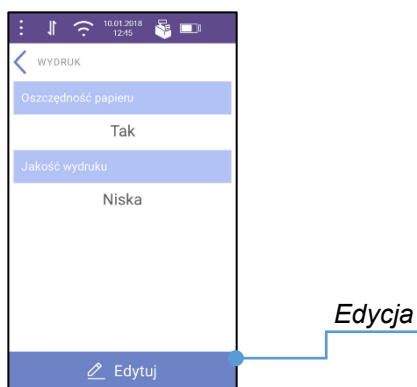 10.01.2018
12:45
WYDRUK
Oszczędność papieru
Tak
Jakość wydruku
Niska
Edycja
Edytuj